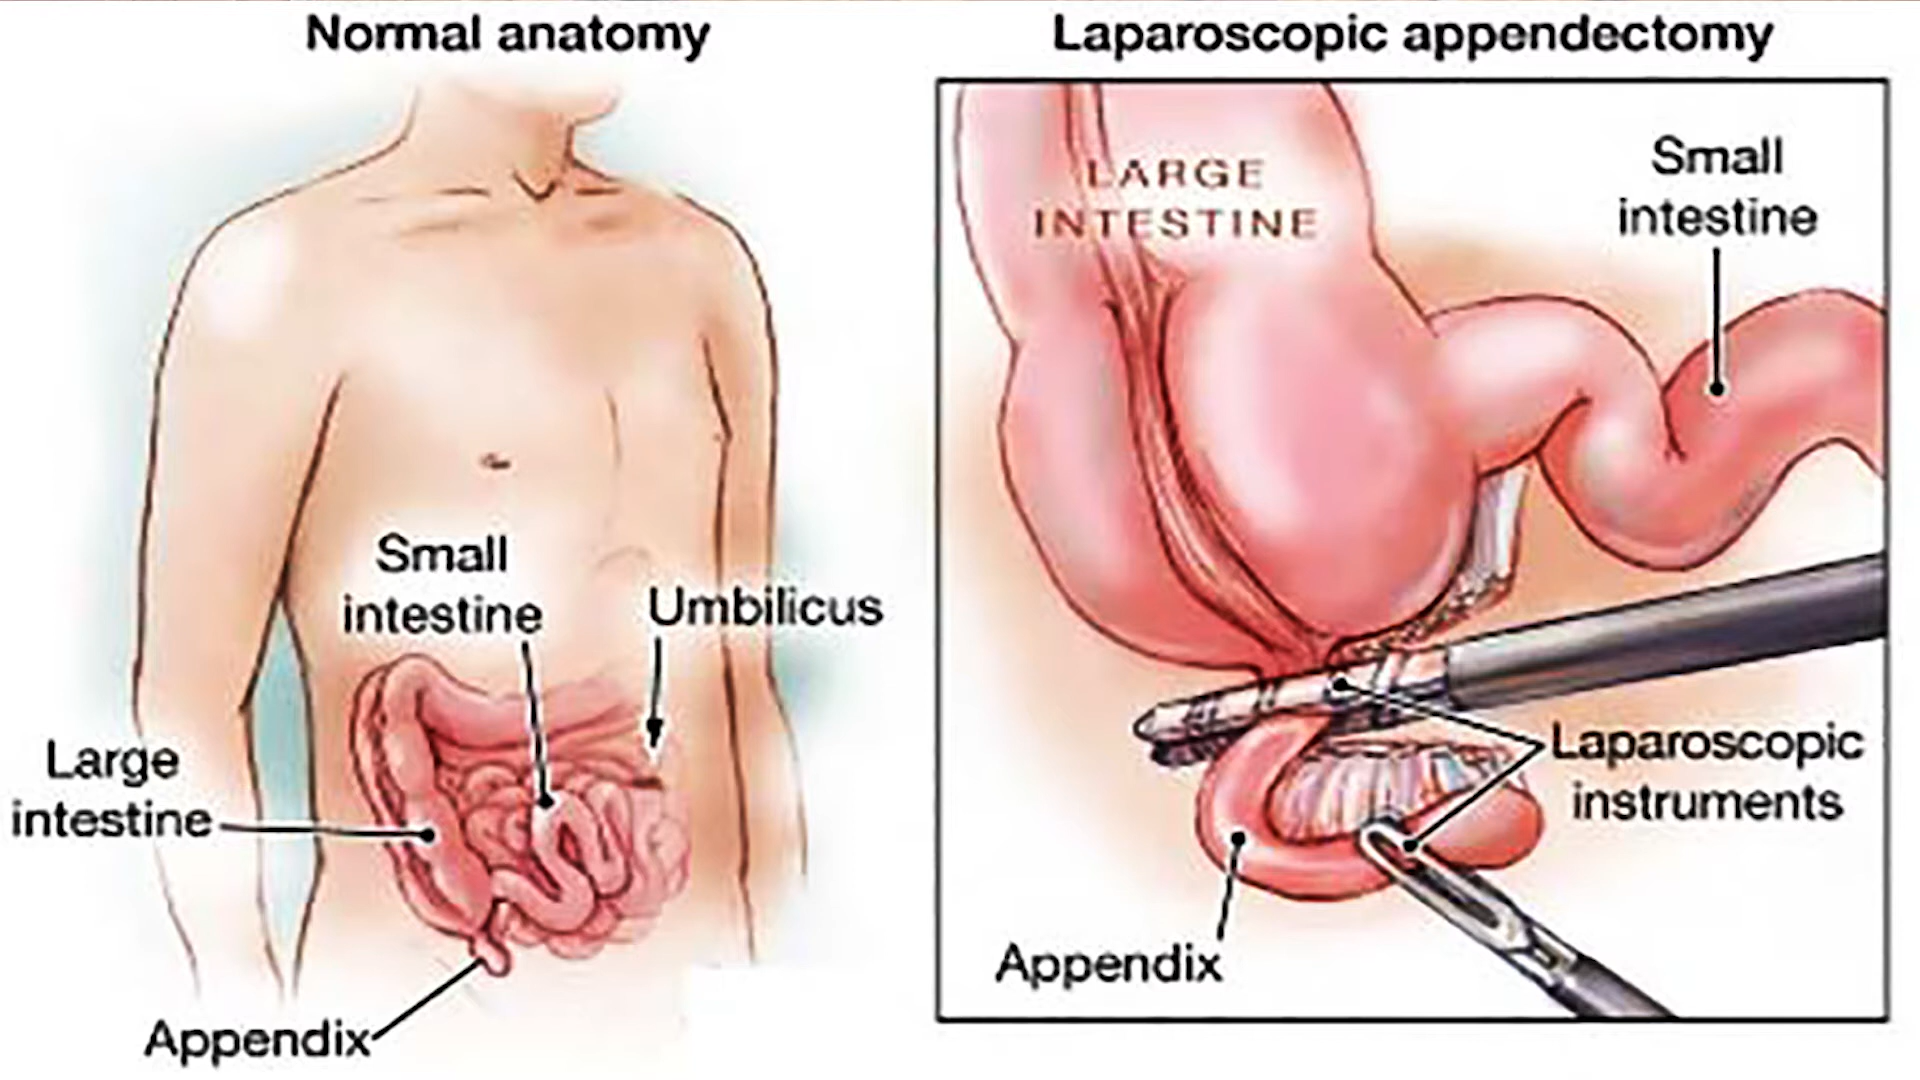 Normal anatomy
Small
intestine
Umbilicus
Large
intestine
Appendix
Laparoscopic appendectomy
LARGE
INTESTINE
Small
intestine
Laparoscopic
instruments
Appendix